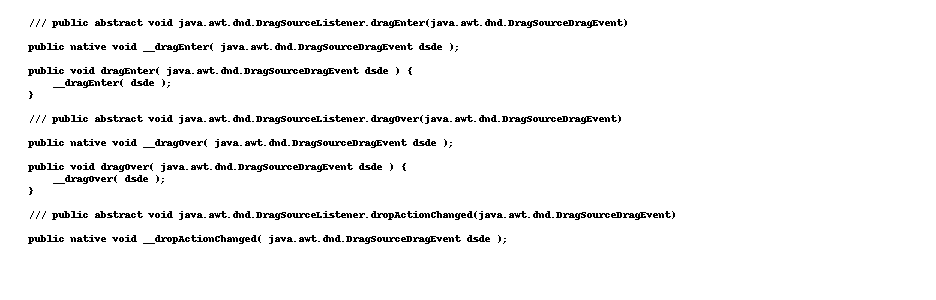 /// public abstract void java.awt.dnd.DragSourceListener.dragEnter(java.awt.dnd.DragSourceDragEvent)
public native void __dragEnter( java.awt.dnd.DragSourceDragEvent dsde );
public void dragEnter( java.awt.dnd.DragSourceDragEvent dsde ) {
    __dragEnter( dsde );
}
/// public abstract void java.awt.dnd.DragSourceListener.dragOver(java.awt.dnd.DragSourceDragEvent)
public native void __dragOver( java.awt.dnd.DragSourceDragEvent dsde );
public void dragOver( java.awt.dnd.DragSourceDragEvent dsde ) {
    __dragOver( dsde );
}
/// public abstract void java.awt.dnd.DragSourceListener.dropActionChanged(java.awt.dnd.DragSourceDragEvent)
public native void __dropActionChanged( java.awt.dnd.DragSourceDragEvent dsde );